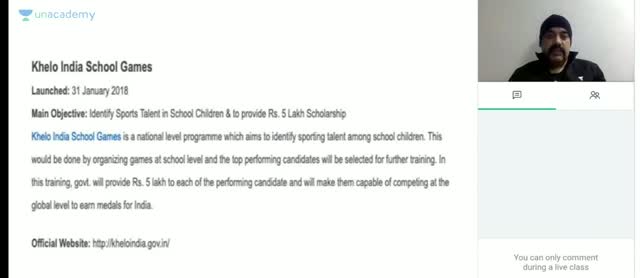 unacademy
Khelo India School Games
Launched: 31 January 2018
Main Objective: Identify Sports Talent in School Children & to provide Rs. 5 Lakh Scholarship
Khelo India School Games is a national level programme which aims to identify sporting talent among school children. This
would be done by organizing games at school level and the top performing candidates will be selected for further training. In
this training, govt. will provide Rs. 5 lakh to each of the performing candidate and will make them capable of competing at the
global level to earn medals for India.
Official Website: http://kheloindia.gov.in/
You can only comment
during a live class